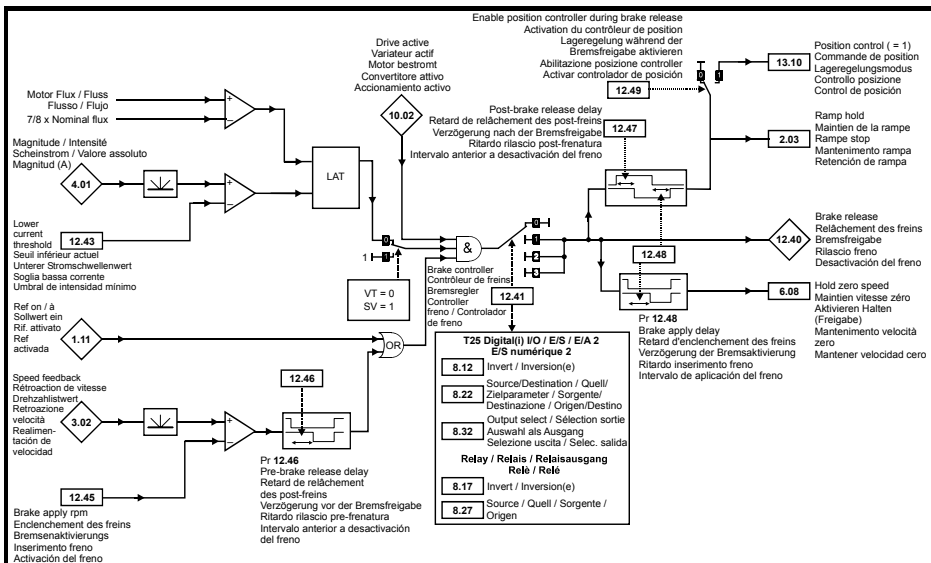 Enable position controller during brake release
Activation du contrôleur de position
Lageregelung während der
Bremsfreigabe aktivieren
Abilitazione posizione controller
Activar controlador de posición
12.49
0
1
13.10
Position control ( = 1)
Commande de position
Lageregelungsmodus
Controllo posizione
Control de posición
Drive active
Variateur actif
Motor bestromt
Convertitore attivo
Accionamiento activo
10.02
Post-brake release delay
Retard de relâchement des post-freins
Verzögerung nach der Bremsfreigabe
Ritardo rilascio post-frenatura
Intervalo anterior a desactivación del freno
12.47
2.03
Ramp hold
Maintien de la rampe
Rampe stop
Mantenimento rampa
Retención de rampa
Motor Flux / Fluss
Flusso / Flujo
7/8 x Nominal flux
+
−
Magnitude / Intensité
Scheinstrom / Valore assoluto
Magnitud (A)
4.01
+
−
LAT
12.43
Lower
current
threshold
Seuil inférieur actuel
Unterer Stromschwellenwert
Soglia bassa corrente
Umbral de intensidad mínimo
0
1
1
VT = 0
SV = 1
&
Brake controller
Contrôleur de freins
Bremsregler
Controller
freno / Controlador
de freno
12.41
0
1
2
3
12.48
12.40
Brake release
Relâchement des freins
Bremsfreigabe
Rilascio freno
Desactivación del freno
6.08
Hold zero speed
Maintien vitesse zéro
Aktivieren Halten
(Freigabe)
Mantenimento velocità
zero
Mantener velocidad cero
Pr 12.48
Brake apply delay
Retard d'enclenchement des freins
Verzögerung der Bremsaktivierung
Ritardo inserimento freno
Intervalo de aplicación del freno
Ref on / à
Sollwert ein
Rif. attivato
Ref
activada
1.11
OR
Speed feedback
Rétroaction de vitesse
Drehzahlistwert
Retroazione
velocità
Realimen-
tación de
velocidad
3.02
+
−
12.46
Pr 12.46
Pre-brake release delay
Retard de relâchement
des post-freins
Verzögerung vor der Bremsfreigabe
Ritardo rilascio pre-frenatura
Intervalo anterior a desactivación
del freno
12.45
Brake apply rpm
Enclenchement des freins
Bremsenaktivierungs
Inserimento freno
Activación del freno
T25 Digital(i) I/O / E/S / E/A 2
E/S numérique 2
8.12 Invert / Inversion(e)
8.22 Source/Destination / Quell/
Zielparameter / Sorgente/
Destinazione / Origen/Destino
8.32 Output select / Sélection sortie
Auswahl als Ausgang
Selezione uscita / Selec. salida
Relay / Relais / Relaisausgang
Relè / Relé
8.17 Invert / Inversion(e)
8.27 Source / Quell / Sorgente /
Origen